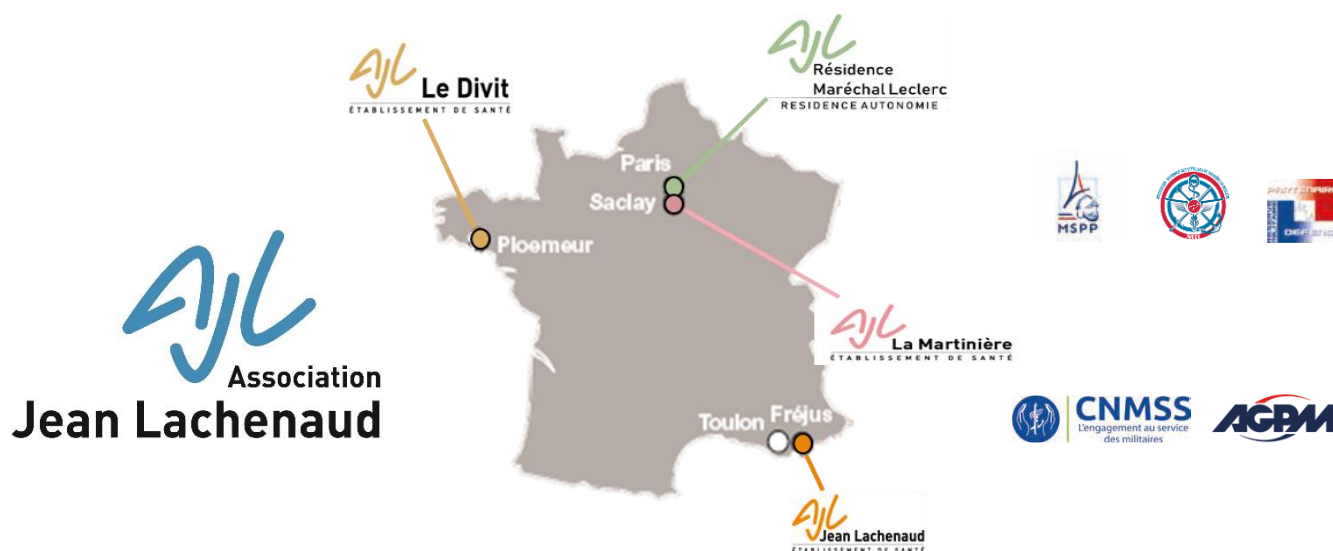 AJL
Le Divit
ÉTABLISSEMENT DE SANTÉ
AJL
Résidence
Maréchal Leclerc
RESIDENCE AUTONOMIE
Paris
Saclay
Ploemeur
MSPP
PARTENAIRE
DEFENSE
AJL
Association
Jean Lachenaud
AJL
La Martinière
ÉTABLISSEMENT DE SANTÉ
Toulon
Fréjus
CNMSS
L'engagement au service
des militaires
AGPM
AJL
Jean Lachenaud
ÉTABLISSEMENT DE SANTÉ